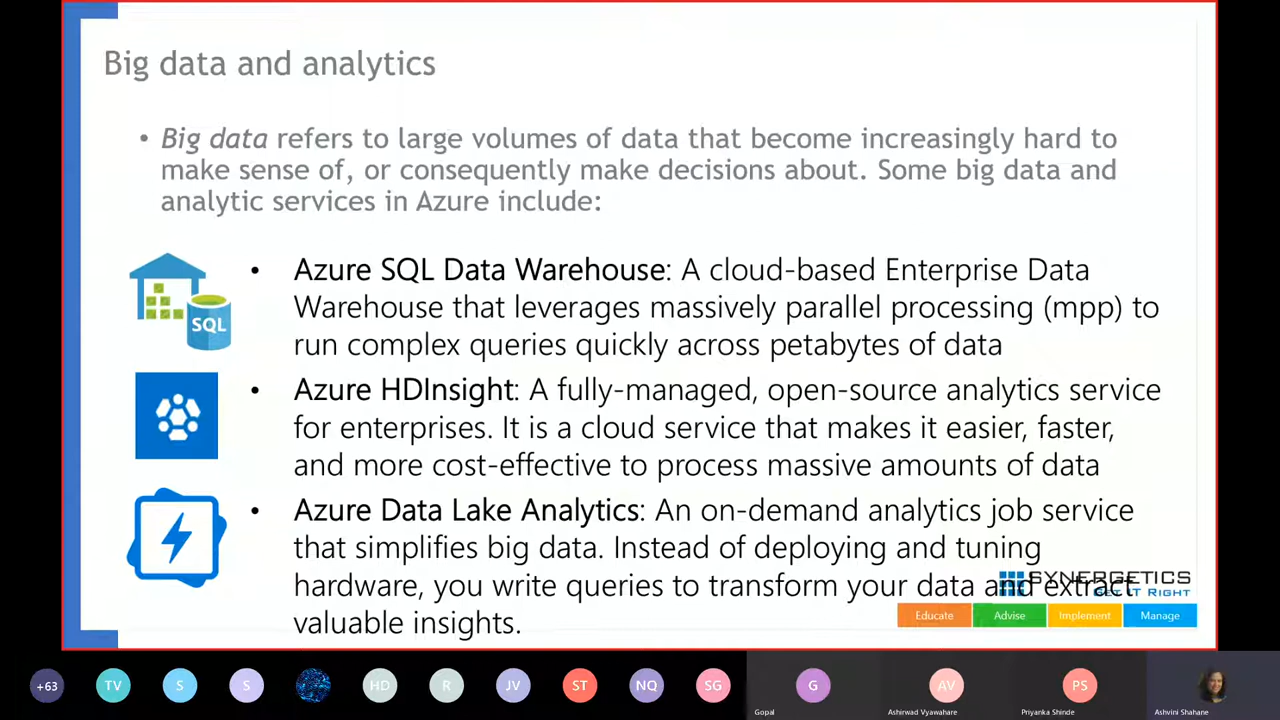 Big data and analytics
• Big data refers to large volumes of data that become increasingly hard to
make sense of, or consequently make decisions about. Some big data and
analytic services in Azure include:
• Azure SQL Data Warehouse: A cloud-based Enterprise Data
Warehouse that leverages massively parallel processing (mpp) to
run complex queries quickly across petabytes of data
SQL
• Azure HDInsight: A fully-managed, open-source analytics service
for enterprises. It is a cloud service that makes it easier, faster,
and more cost-effective to process massive amounts of data
• Azure Data Lake Analytics: An on-demand analytics job service
that simplifies big data. Instead of deploying and tuning
hardware, you write queries to transform your data and extract
valuable insights.
SYNERGETICS
GET IT RIGHT
Educate Advise Implement Manage
+63 TV S S HD R JV ST NQ SG G AV PS
Gopal Ashirwad Vyawahare Priyanka Shinde Ashvini Shahane